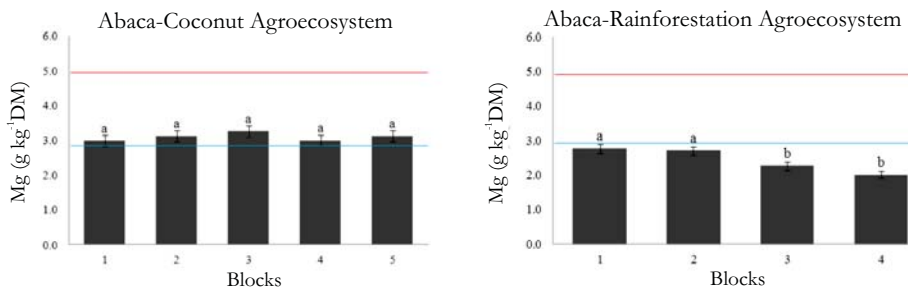 Abaca-Coconut Agroecosystem
6.0
5.0
4.0
3.0
2.0
1.0
0.0
Mg (g kg-1DM)
a
a
a
a
a
1 2 3 4 5
Blocks
Abaca-Rainforestation Agroecosystem
6.0
5.0
4.0
3.0
2.0
1.0
0.0
Mg (g kg-1DM)
a
a
b
b
1 2 3 4
Blocks